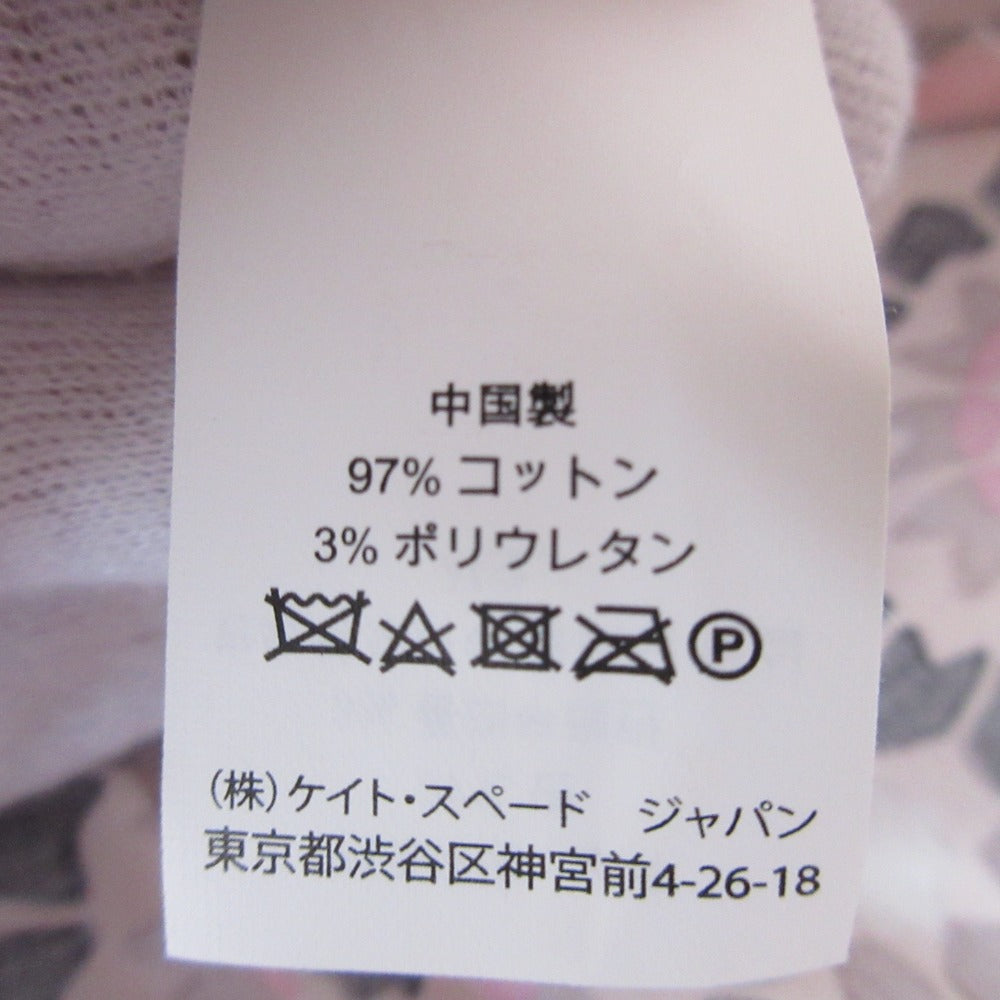 中国製
97% コットン
3% ポリウレタン
P
(株)ケイト・スペード　ジャパン
東京都渋谷区神宮前4-26-18